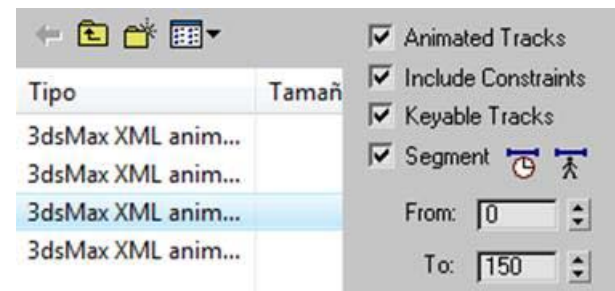 Tipo
Tamañ
3dsMax XML anim...
3dsMax XML anim...
3dsMax XML anim...
3dsMax XML anim...
Animated Tracks
Include Constraints
Keyable Tracks
Segment
From: 0
To: 150